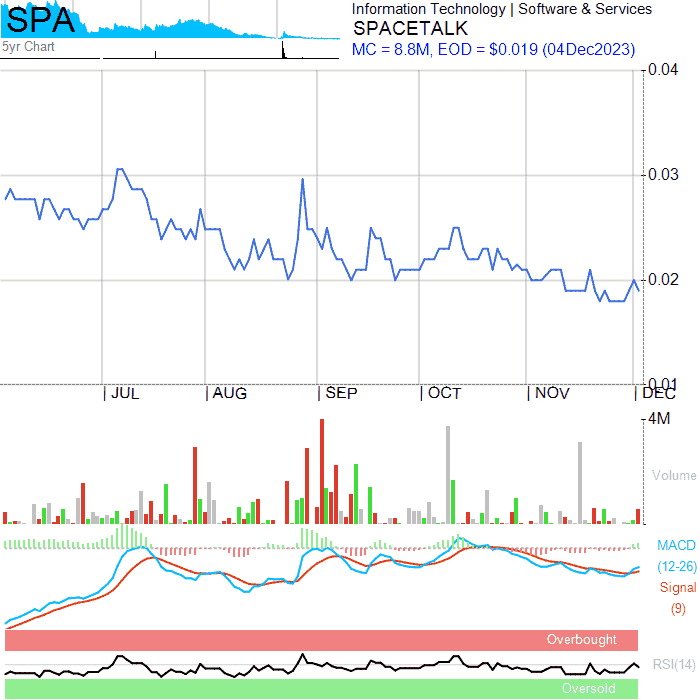 SPA
5yr Chart
Information Technology | Software & Services
SPACETALK
MC = 8.8M, EOD = $0.019 (04Dec2023)
0.04
0.03
0.02
0.01
JUL
AUG
SEP
OCT
NOV
DEC
4M
Volume
MACD
(12-26)
Signal
(9)
Overbought
RSI(14)
Oversold